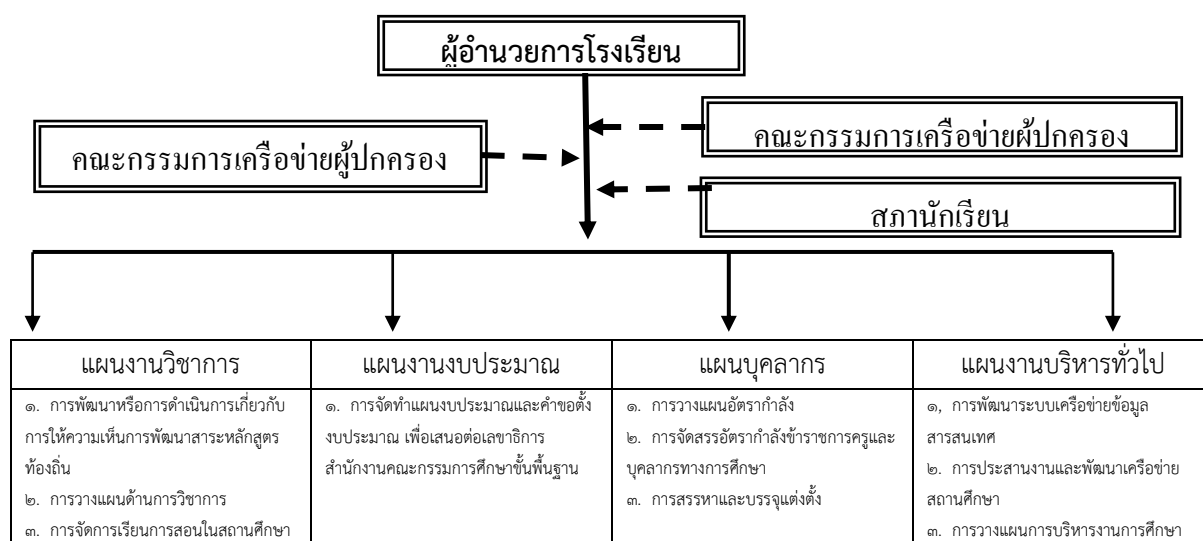 ผู้อำนวยการโรงเรียน
คณะกรรมการเครือข่ายผู้ปกครอง
คณะกรรมการเครือข่ายผู้ปกครอง
สภานักเรียน
แผนงานวิชาการ
๑. การพัฒนาหรือการดำเนินการเกี่ยวกับ
การให้ความเห็นการพัฒนาสาระหลักสูตร
ท้องถิ่น
๒. การวางแผนด้านการวิชาการ
๓. การจัดการเรียนการสอนในสถานศึกษา
แผนงานงบประมาณ
๑. การจัดทำแผนงบประมาณและคำขอตั้ง
งบประมาณ เพื่อเสนอต่อเลขาธิการ
สำนักงานคณะกรรมการศึกษาขั้นพื้นฐาน
แผนบุคลากร
๑. การวางแผนอัตรากำลัง
๒. การจัดสรรอัตรากำลังข้าราชการครูและ
บุคลากรทางการศึกษา
๓. การสรรหาและบรรจุแต่งตั้ง
แผนงานบริหารทั่วไป
๑, การพัฒนาระบบเครือข่ายข้อมูล
สารสนเทศ
๒. การประสานงานและพัฒนาเครือข่าย
สถานศึกษา
๓. การวางแผนการบริหารงานการศึกษา